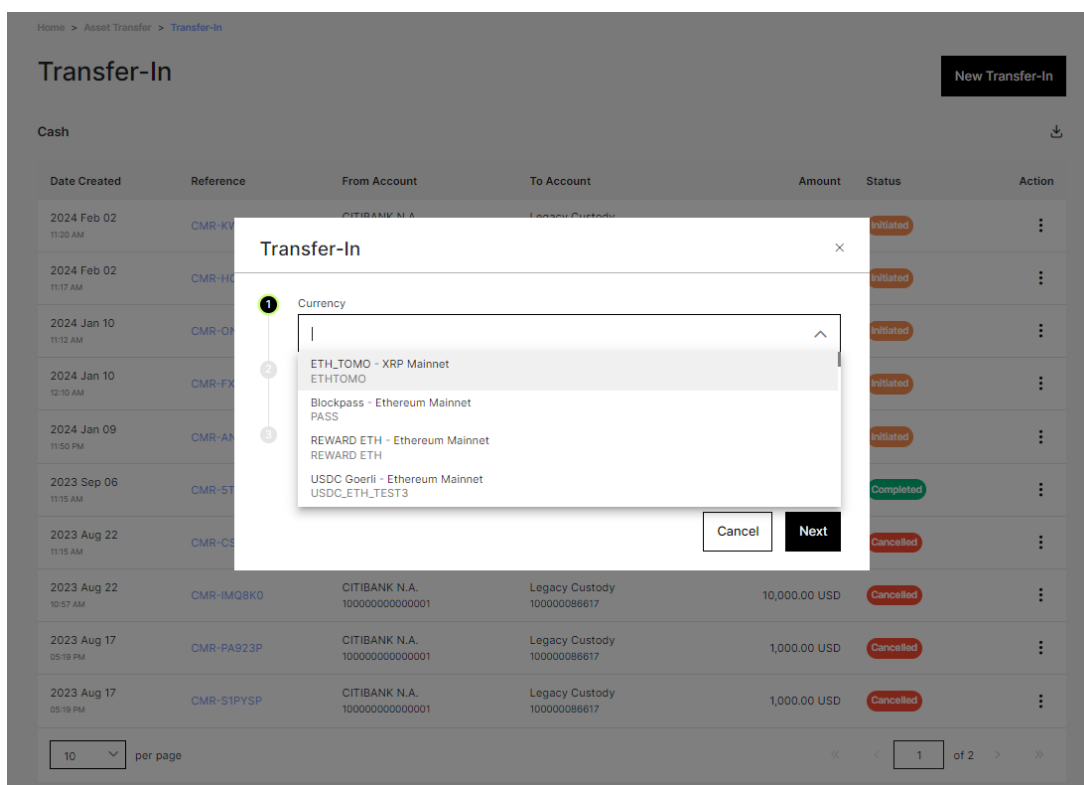 Home > Asset Transfer > Transfer-In
Transfer-In
New Transfer-In
Cash
Date Created Reference From Account To Account Amount Status Action
2024 Feb 02
11:20 AM
CITIBANK N.A. Legacy Custody
Initiated
2024 Feb 02
11:17 AM
Initiated
2024 Jan 10
11:12 AM
Initiated
2024 Jan 10
12:10 AM
Initiated
2024 Jan 09
11:50 PM
Initiated
2023 Sep 06
11:15 AM
Completed
2023 Aug 22
11:15 AM
Cancelled
Transfer-In
1
Currency
ETH_TOMO - XRP Mainnet
ETHTOMO
2
Blockpass - Ethereum Mainnet
PASS
3
REWARD ETH - Ethereum Mainnet
REWARD ETH
USDC Goerli - Ethereum Mainnet
USDC_ETH_TEST3
Cancel Next
2023 Aug 22 CITIBANK N.A. Legacy Custody
10:57 AM CMR-IMQ8K0 100000000000001 100000086617 10,000.00 USD Cancelled
2023 Aug 17 CITIBANK N.A. Legacy Custody
05:19 PM CMR-PA923P 100000000000001 100000086617 1,000.00 USD Cancelled
2023 Aug 17 CITIBANK N.A. Legacy Custody
05:19 PM CMR-S1PYSP 100000000000001 100000086617 1,000.00 USD Cancelled
10 per page 1 of 2